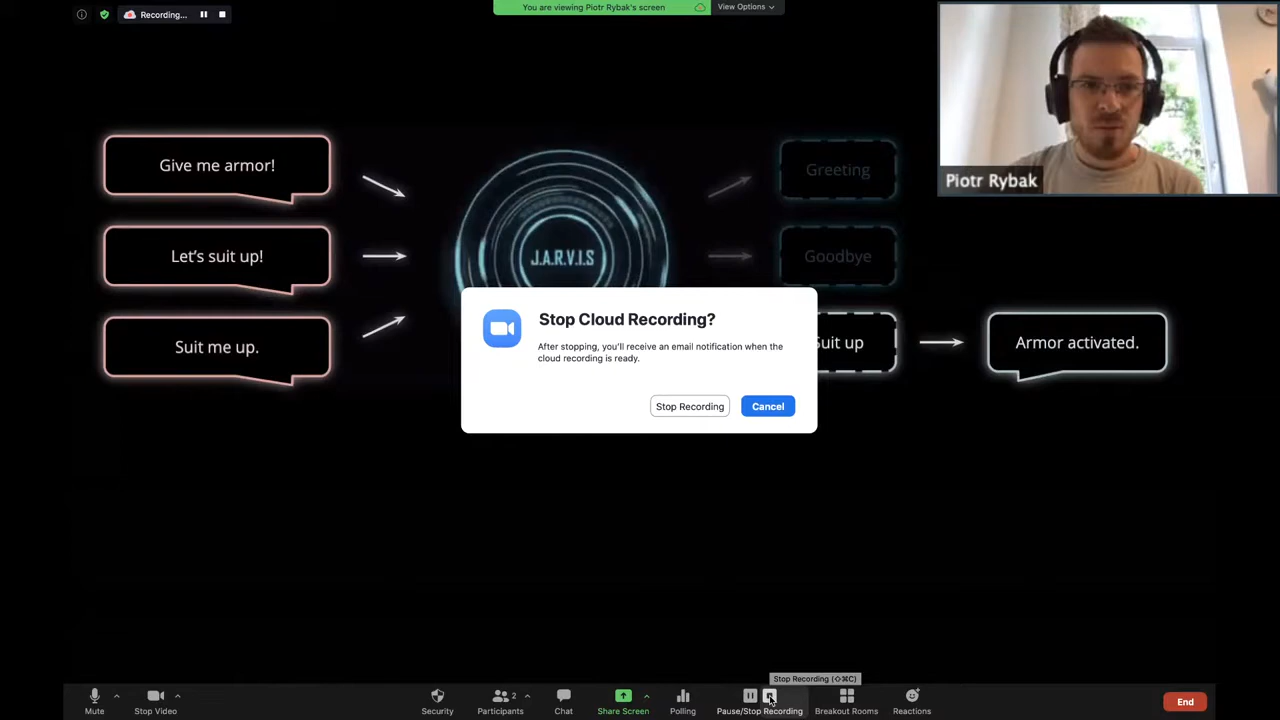 Recording...
You are viewing Piotr Rybak's screen
View Options
Piotr Rybak
Give me armor!
Let's suit up!
Suit me up.
J.A.R.V.I.S
Greeting
Goodbye
Suit up
Armor activated.
Stop Cloud Recording?
After stopping, you'll receive an email notification when the
cloud recording is ready.
Stop Recording
Cancel
Stop Recording (⇧⌘C)
Mute
Stop Video
Security
Participants
2
Chat
Share Screen
Polling
Pause/Stop Recording
Breakout Rooms
Reactions
End